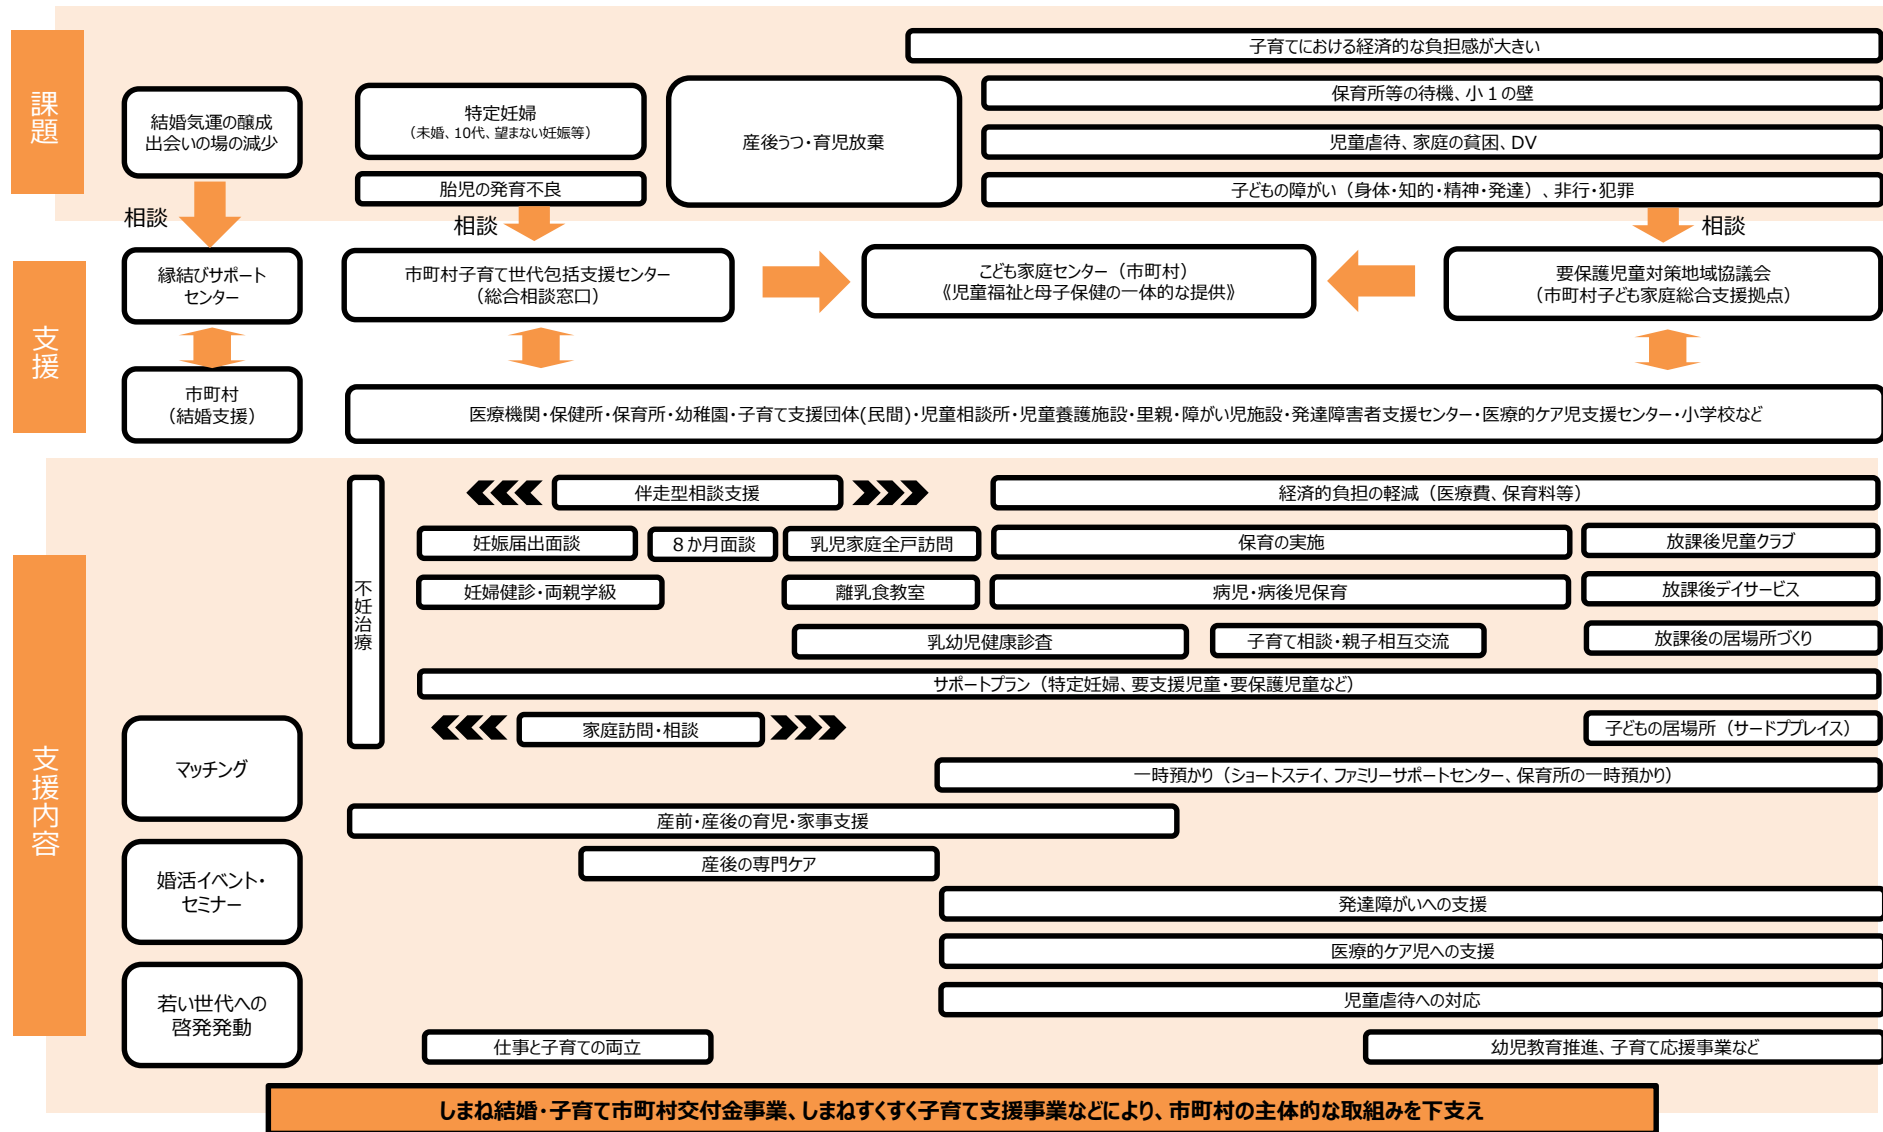 課題
子育てにおける経済的な負担感が大きい
結婚気運の醸成
出会いの場の減少
特定妊婦
（未婚、10代、望まない妊娠等）
胎児の発育不良
産後うつ・育児放棄
保育所等の待機、小１の壁
児童虐待、家庭の貧困、DV
子どもの障がい（身体・知的・精神・発達）、非行・犯罪
相談
相談
相談
支援
縁結びサポート
センター
市町村子育て世代包括支援センター
（総合相談窓口）
こども家庭センター（市町村）
《児童福祉と母子保健の一体的な提供》
要保護児童対策地域協議会
（市町村子ども家庭総合支援拠点）
市町村
（結婚支援）
医療機関・保健所・保育所・幼稚園・子育て支援団体(民間)・児童相談所・児童養護施設・里親・障がい児施設・発達障害者支援センター・医療的ケア児支援センター・小学校など
支援内容
不妊治療
伴走型相談支援
経済的負担の軽減（医療費、保育料等）
妊娠届出面談
８か月面談
乳児家庭全戸訪問
保育の実施
放課後児童クラブ
妊婦健診・両親学級
離乳食教室
病児・病後児保育
放課後デイサービス
乳幼児健康診査
子育て相談・親子相互交流
放課後の居場所づくり
サポートプラン（特定妊婦、要支援児童・要保護児童など）
家庭訪問・相談
子どもの居場所（サードププレイス）
マッチング
一時預かり（ショートステイ、ファミリーサポートセンター、保育所の一時預かり）
産前・産後の育児・家事支援
産後の専門ケア
婚活イベント・
セミナー
発達障がいへの支援
医療的ケア児への支援
若い世代への
啓発発動
児童虐待への対応
仕事と子育ての両立
幼児教育推進、子育て応援事業など
しまね結婚・子育て市町村交付金事業、しまねすくすく子育て支援事業などにより、市町村の主体的な取組みを下支え